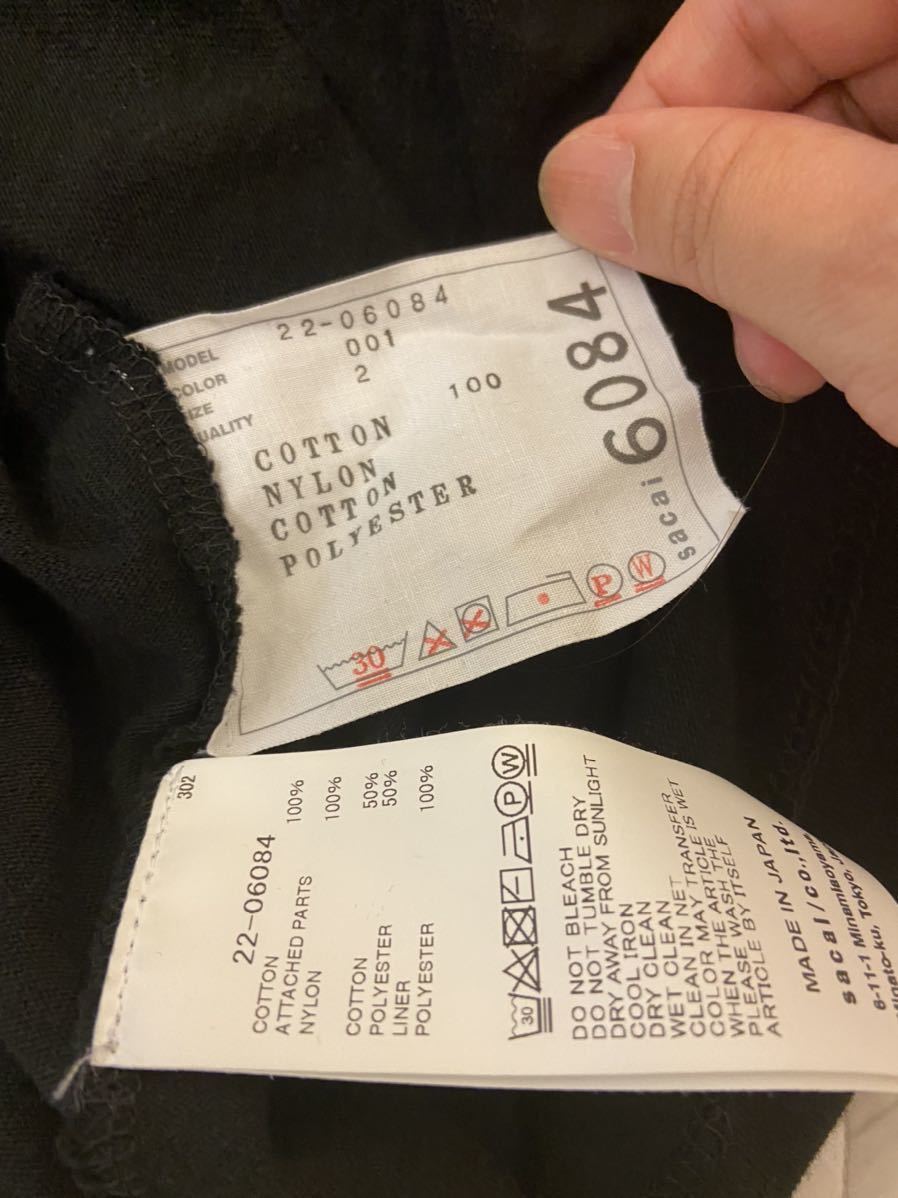 MODEL 22-06084
COLOR 001
SIZE 2
QUALITY
COTTON 100
NYLON
COTTON
POLYESTER
30
P
W
sacai 6084
302
22-06084
COTTON 100%
ATTACHED PARTS
NYLON 100%
COTTON 50%
POLYESTER 50%
LINER
POLYESTER 100%
30
P
W
DO NOT BLEACH
DO NOT TUMBLE DRY
DRY AWAY FROM SUNLIGHT
COOL IRON
DRY CLEAN
WET CLEAN
CLEAN IN NET
COLOR MAY TRANSFER
WHEN THE ARTICLE IS WET
PLEASE WASH THE
ARTICLE BY ITSELF
MADE IN JAPAN
sacai/co.,ltd.
6-11-1 Minamiaoyama
Minato-ku, Tokyo,